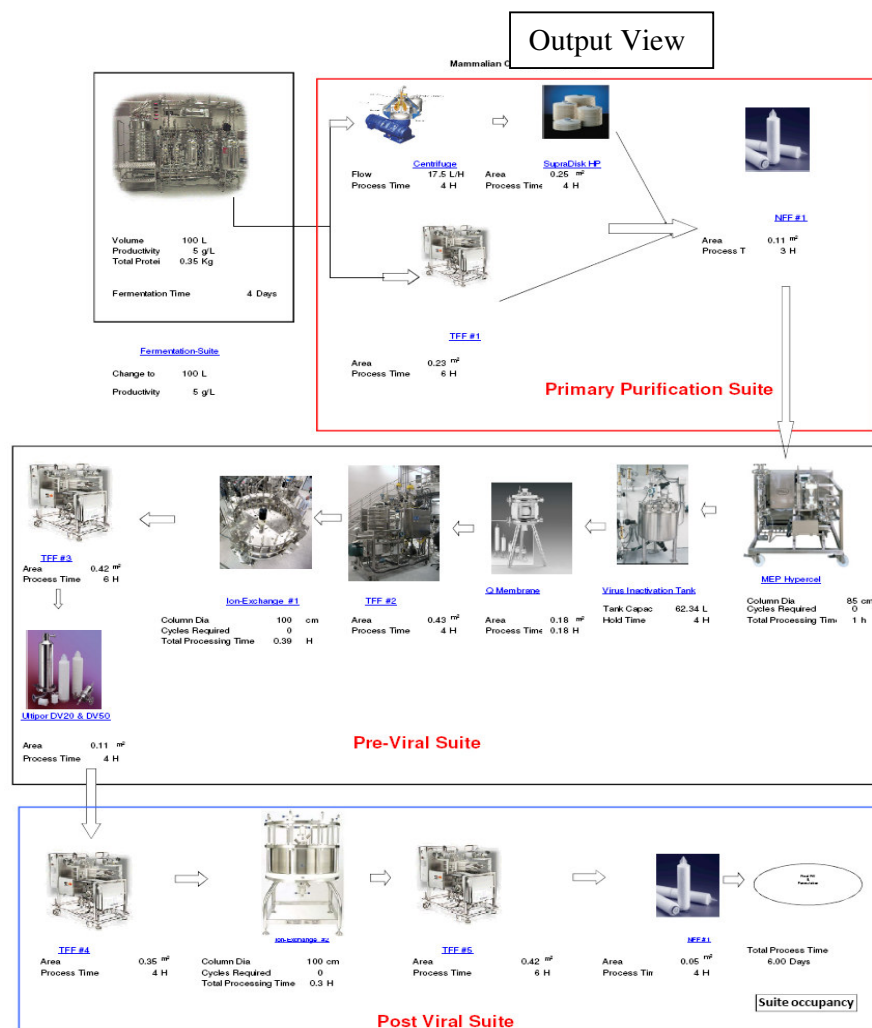 Output View
Mammalian C
Volume 100 L
Productivity 5 g/L
Total Protei 0.35 Kg
Fermentation Time 4 Days
Fermentation-Suite
Change to 100 L
Productivity 5 g/L
Centrifuge
Flow 17.5 L/H
Process Time 4 H
SupraDisk HP
Area 0.25 m²
Process Time 4 H
NFF #1
Area 0.11 m²
Process T 3 H
TFF #1
Area 0.23 m²
Process Time 6 H
Primary Purification Suite
TFF #3
Area 0.42 m²
Process Time 6 H
Ion-Exchange #1
Column Dia 100 cm
Cycles Required 0
Total Processing Time 0.39 H
TFF #2
Area 0.43 m²
Process Time 4 H
Q Membrane
Area 0.18 m²
Process Time 0.18 H
Virus Inactivation Tank
Tank Capac 62.34 L
Hold Time 4 H
MEP Hypercel
Column Dia 85 cm
Cycles Required 0
Total Processing Time 1 h
Ultipor DV20 & DV50
Area 0.11 m²
Process Time 4 H
Pre-Viral Suite
TFF #4
Area 0.35 m²
Process Time 4 H
Ion-Exchange #2
Column Dia 100 cm
Cycles Required 0
Total Processing Time 0.3 H
TFF #5
Area 0.42 m²
Process Time 6 H
NFF#1
Area 0.05 m²
Process Tir 4 H
Total Process Time
6.00 Days
Suite occupancy
Post Viral Suite